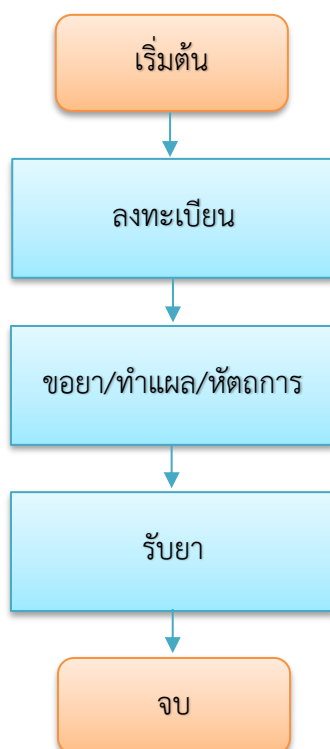 เริ่มต้น
ลงทะเบียน
ขอยา/ทำแผล/หัตถการ
รับยา
จบ